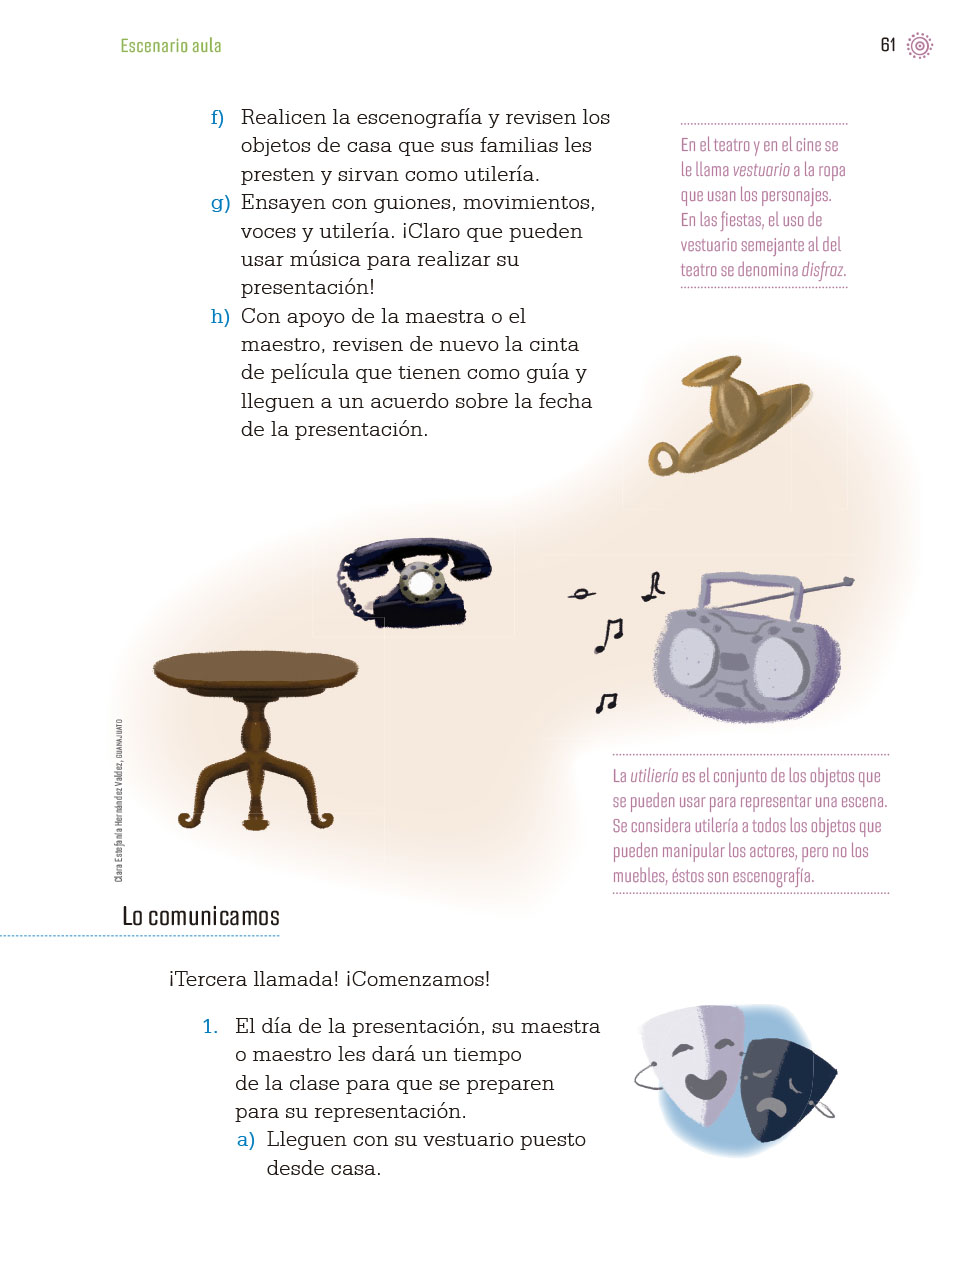 Escenario aula
61
f) Realicen la escenografía y revisen los
objetos de casa que sus familias les
presten y sirvan como utilería.
g) Ensayen con guiones, movimientos,
voces y utilería. ¡Claro que pueden
usar música para realizar su
presentación!
h) Con apoyo de la maestra o el
maestro, revisen de nuevo la cinta
de película que tienen como guía y
lleguen a un acuerdo sobre la fecha
de la presentación.
En el teatro y en el cine se
le llama vestuario a la ropa
que usan los personajes.
En las fiestas, el uso de
vestuario semejante al del
teatro se denomina disfraz.
Clara Estefanía Hernández Valdez, GUANAJUATO
La utiliería es el conjunto de los objetos que
se pueden usar para representar una escena.
Se considera utilería a todos los objetos que
pueden manipular los actores, pero no los
muebles, éstos son escenografía.
Lo comunicamos
¡Tercera llamada! ¡Comenzamos!
1. El día de la presentación, su maestra
o maestro les dará un tiempo
de la clase para que se preparen
para su representación.
a) Lleguen con su vestuario puesto
desde casa.